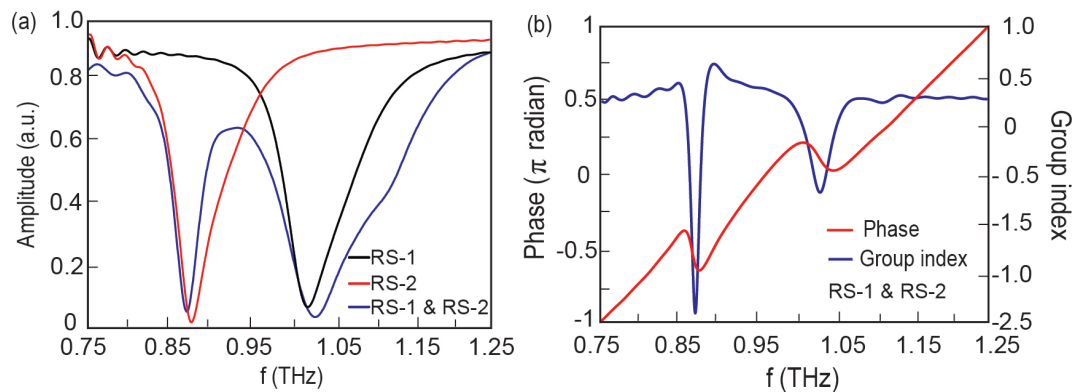 (a)
1.0
0.8
0.6
0.4
0.2
0
Amplitude (a.u.)
RS-1
RS-2
RS-1 & RS-2
0.75
0.85
0.95
1.05
1.15
1.25
f (THz)
(b)
1
0.5
0
-0.5
-1
Phase (π radian)
1.0
0.5
0
- 0.5
-1.5
-1.0
-2.5
Group index
Phase
Group index
RS-1 & RS-2
0.75
0.85
0.95
1.05
1.15
1.25
f (THz)